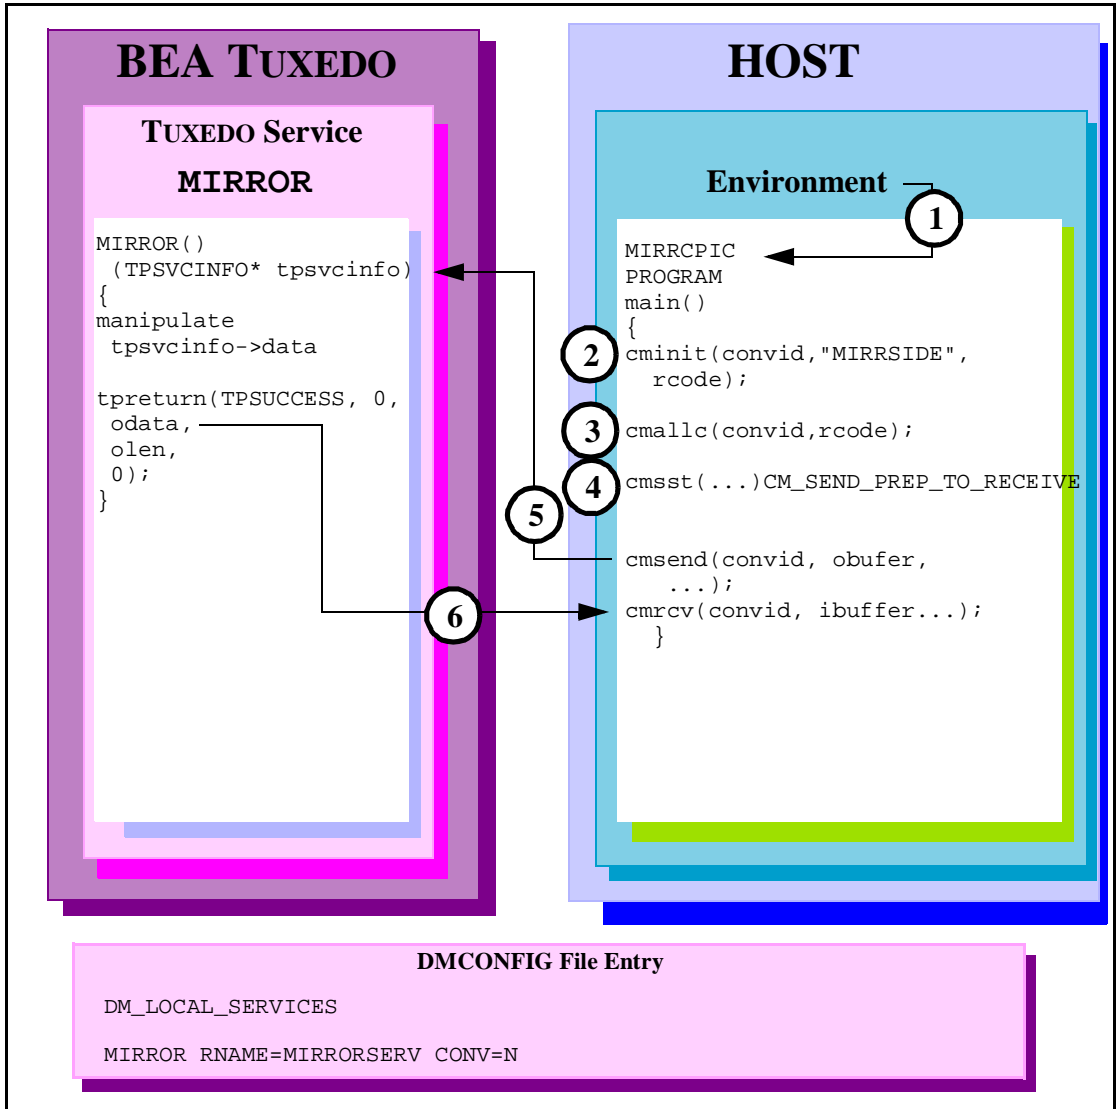 BEA TUXEDO
TUXEDO Service
MIRROR
MIRROR()
(TPSVCINFO* tpsvcinfo)
{
manipulate
tpsvcinfo->data
tpreturn(TPSUCCESS, 0,
odata,
olen,
0);
}
HOST
Environment
1
MIRRCPIC
PROGRAM
main()
{
2
cminit(convid,"MIRRSIDE",
rcode);
3
cmallc(convid,rcode);
4
cmsst(...)CM_SEND_PREP_TO_RECEIVE
5
cmsend(convid, obufer,
...);
6
cmrcv(convid, ibuffer...);
}
DMCONFIG File Entry
DM_LOCAL_SERVICES
MIRROR RNAME=MIRRORSERV CONV=N